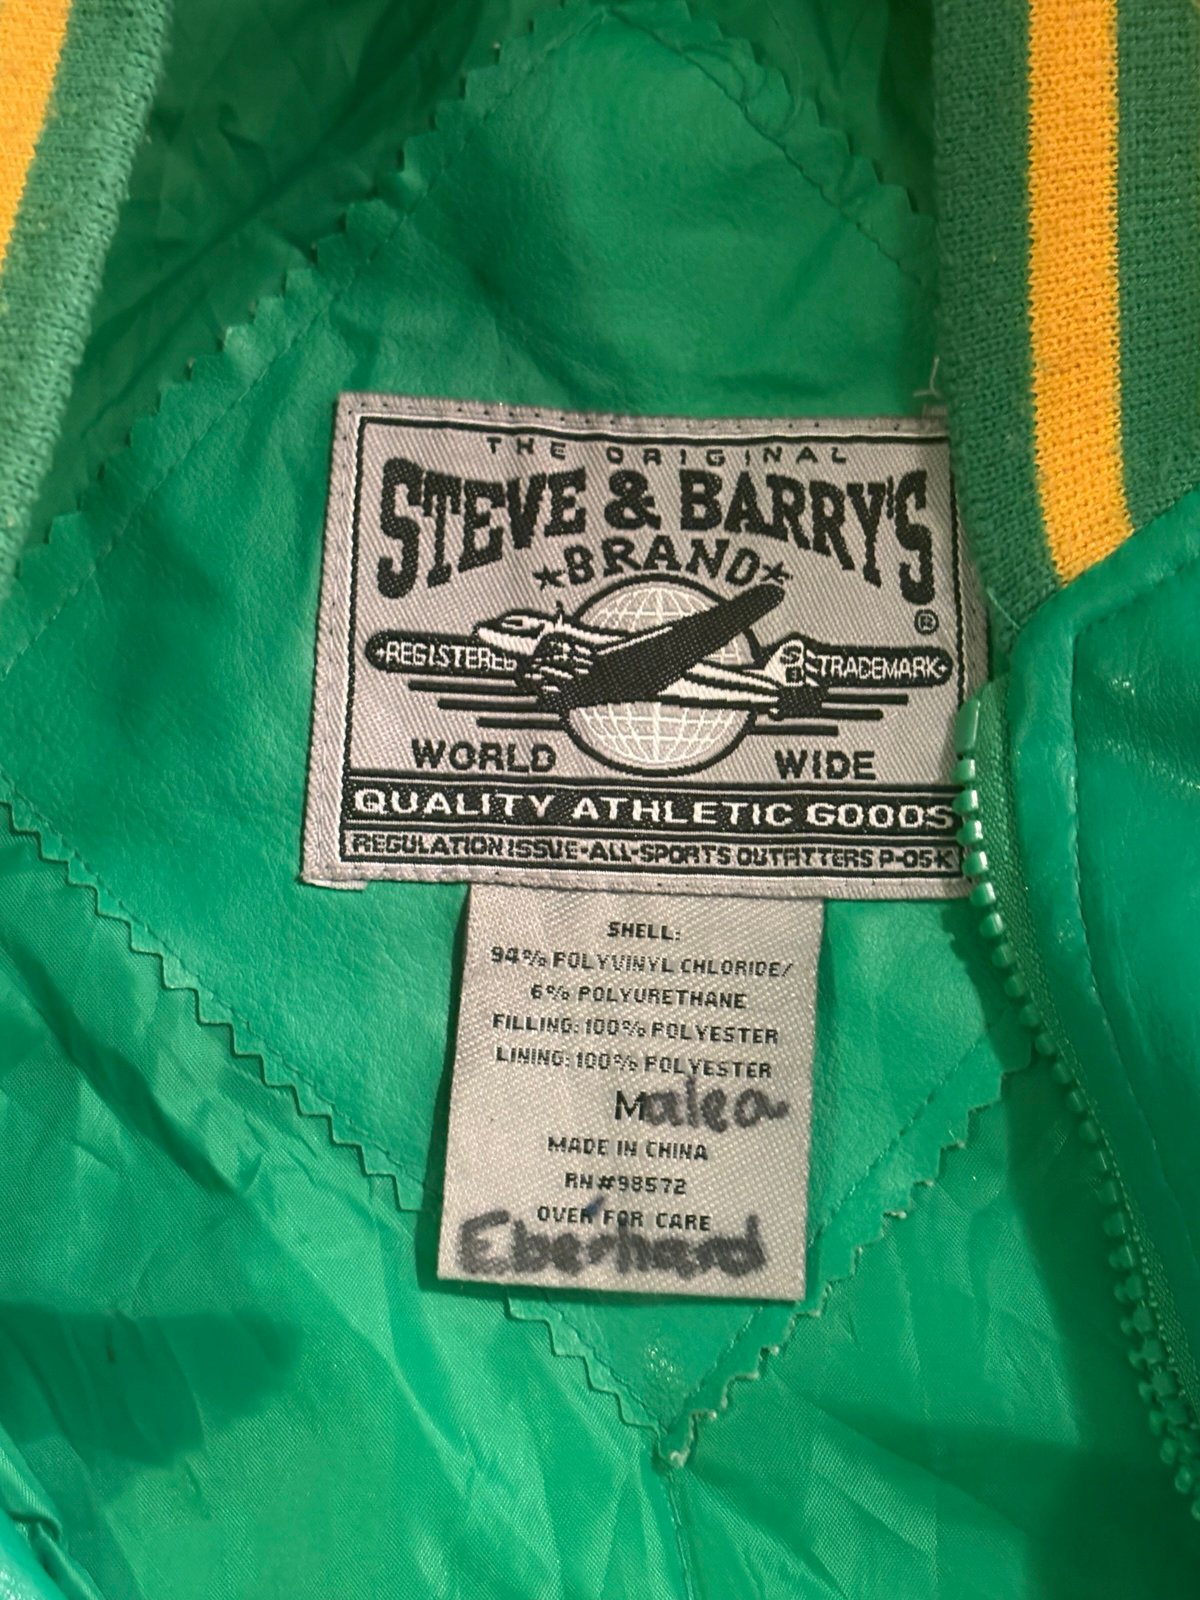 THE ORIGINAL
STEVE & BARRY'S
★BRAND★
®
REGISTERED TRADEMARK
WORLD WIDE
QUALITY ATHLETIC GOODS
REGULATION ISSUE-ALL-SPORTS OUTFITTERS P-05-K
SHELL:
94% POLYVINYL CHLORIDE/
6% POLYURETHANE
FILLING: 100% POLYESTER
LINING: 100% POLYESTER
Malea
MADE IN CHINA
RN#98572
OVER FOR CARE
Eberhard